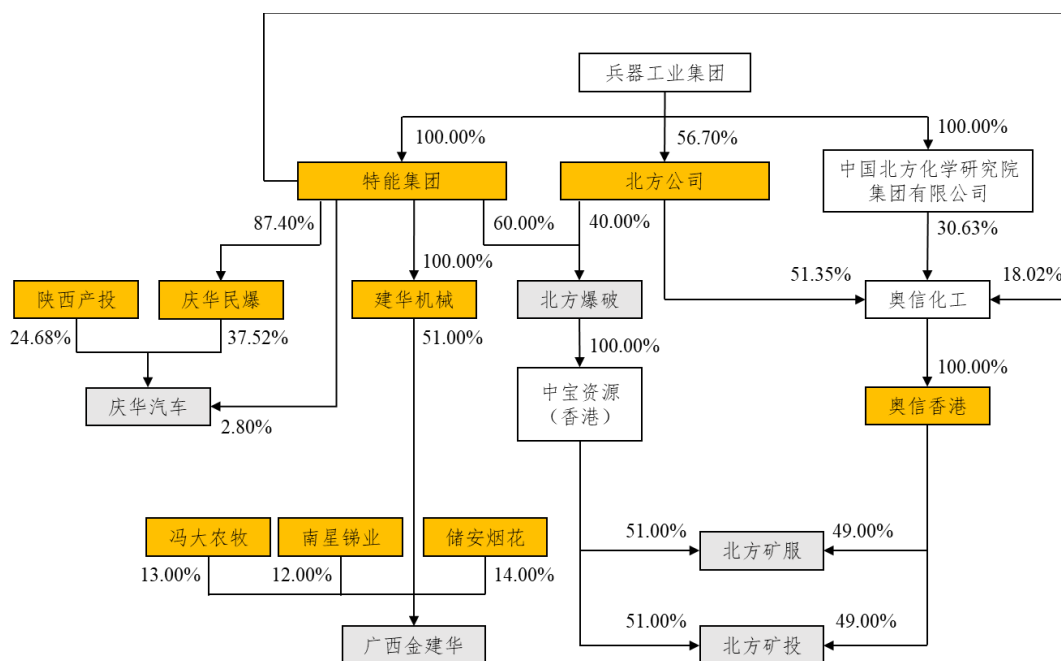 兵器工业集团
100.00%
56.70%
100.00%
特能集团
北方公司
中国北方化学研究院
集团有限公司
87.40%
60.00%
40.00%
30.63%
100.00%
51.35%
18.02%
陕西产投
庆华民爆
建华机械
北方爆破
奥信化工
24.68%
37.52%
51.00%
100.00%
100.00%
庆华汽车
2.80%
中宝资源
（香港）
奥信香港
冯大农牧
南星锑业
储安烟花
51.00%
北方矿服
49.00%
13.00%
12.00%
14.00%
广西金建华
51.00%
北方矿投
49.00%